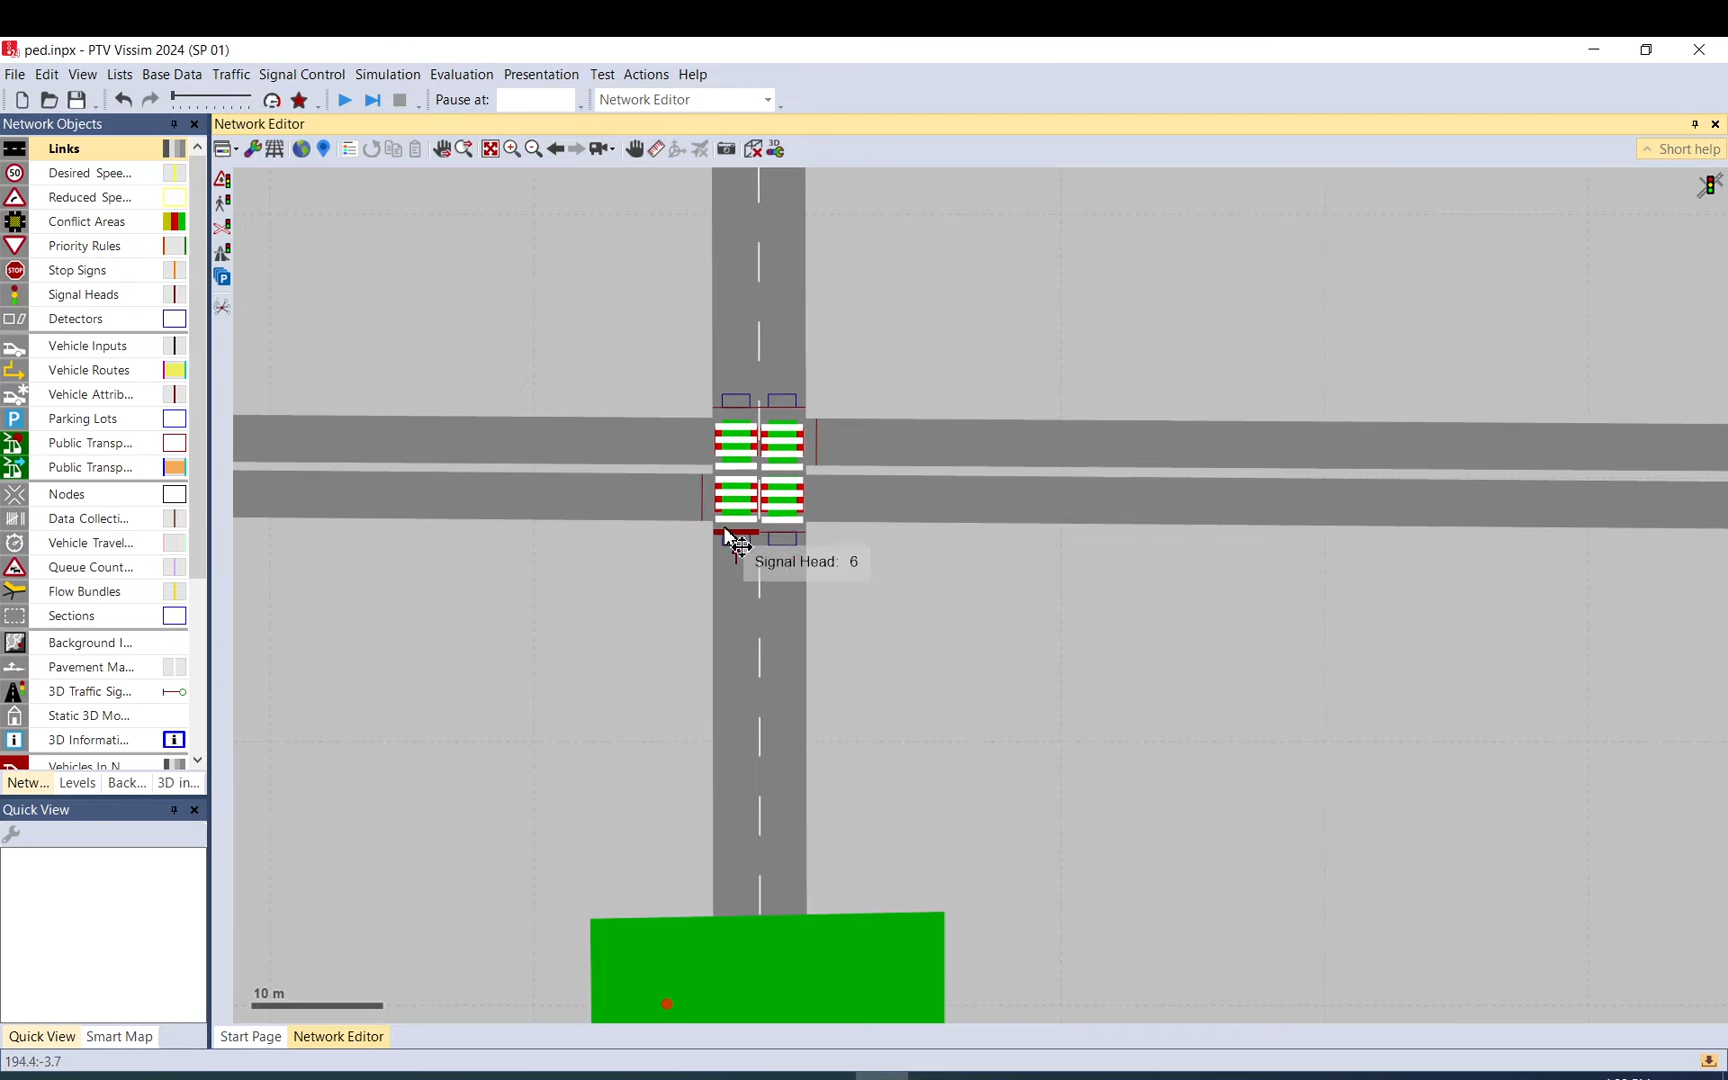 ped.inpx - PTV Vissim 2024 (SP 01)
File Edit View Lists Base Data Traffic Signal Control Simulation Evaluation Presentation Test Actions Help
Pause at: Network Editor
Network Objects
Network Editor
Short help
Links
50 Desired Spee...
Reduced Spe...
Conflict Areas
Priority Rules
STOP Stop Signs
Signal Heads
Detectors
Vehicle Inputs
Vehicle Routes
Vehicle Attrib...
P Parking Lots
Public Transp...
Public Transp...
Nodes
Data Collecti...
Vehicle Travel...
Queue Count...
Flow Bundles
Sections
Background I...
Pavement Ma...
3D Traffic Sig...
Static 3D Mo...
3D Informati...
Vehicles In N
Netw... Levels Back... 3D in...
Quick View
Signal Head: 6
10 m
Quick View Smart Map
Start Page Network Editor
194.4:-3.7